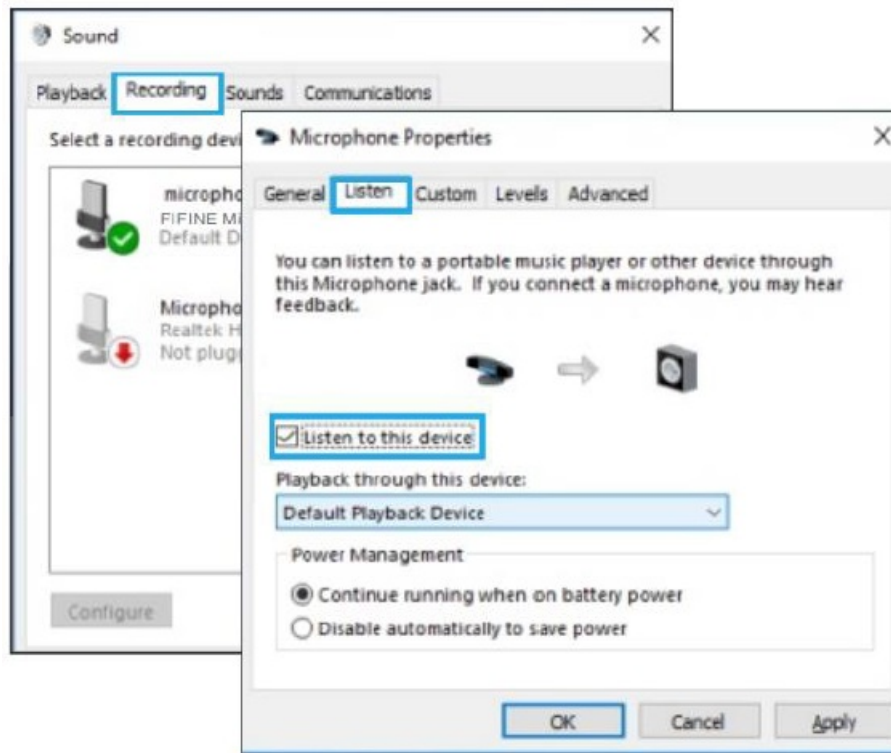 Sound
Playback Recording Sounds Communications
Select a recording devi
micropho
FIFINE Mi
Default D
Micropho
Realtek H
Not plugg
Configure
Microphone Properties
General Listen Custom Levels Advanced
You can listen to a portable music player or other device through
this Microphone jack. If you connect a microphone, you may hear
feedback.
Listen to this device
Playback through this device:
Default Playback Device
Power Management
Continue running when on battery power
Disable automatically to save power
OK Cancel Apply